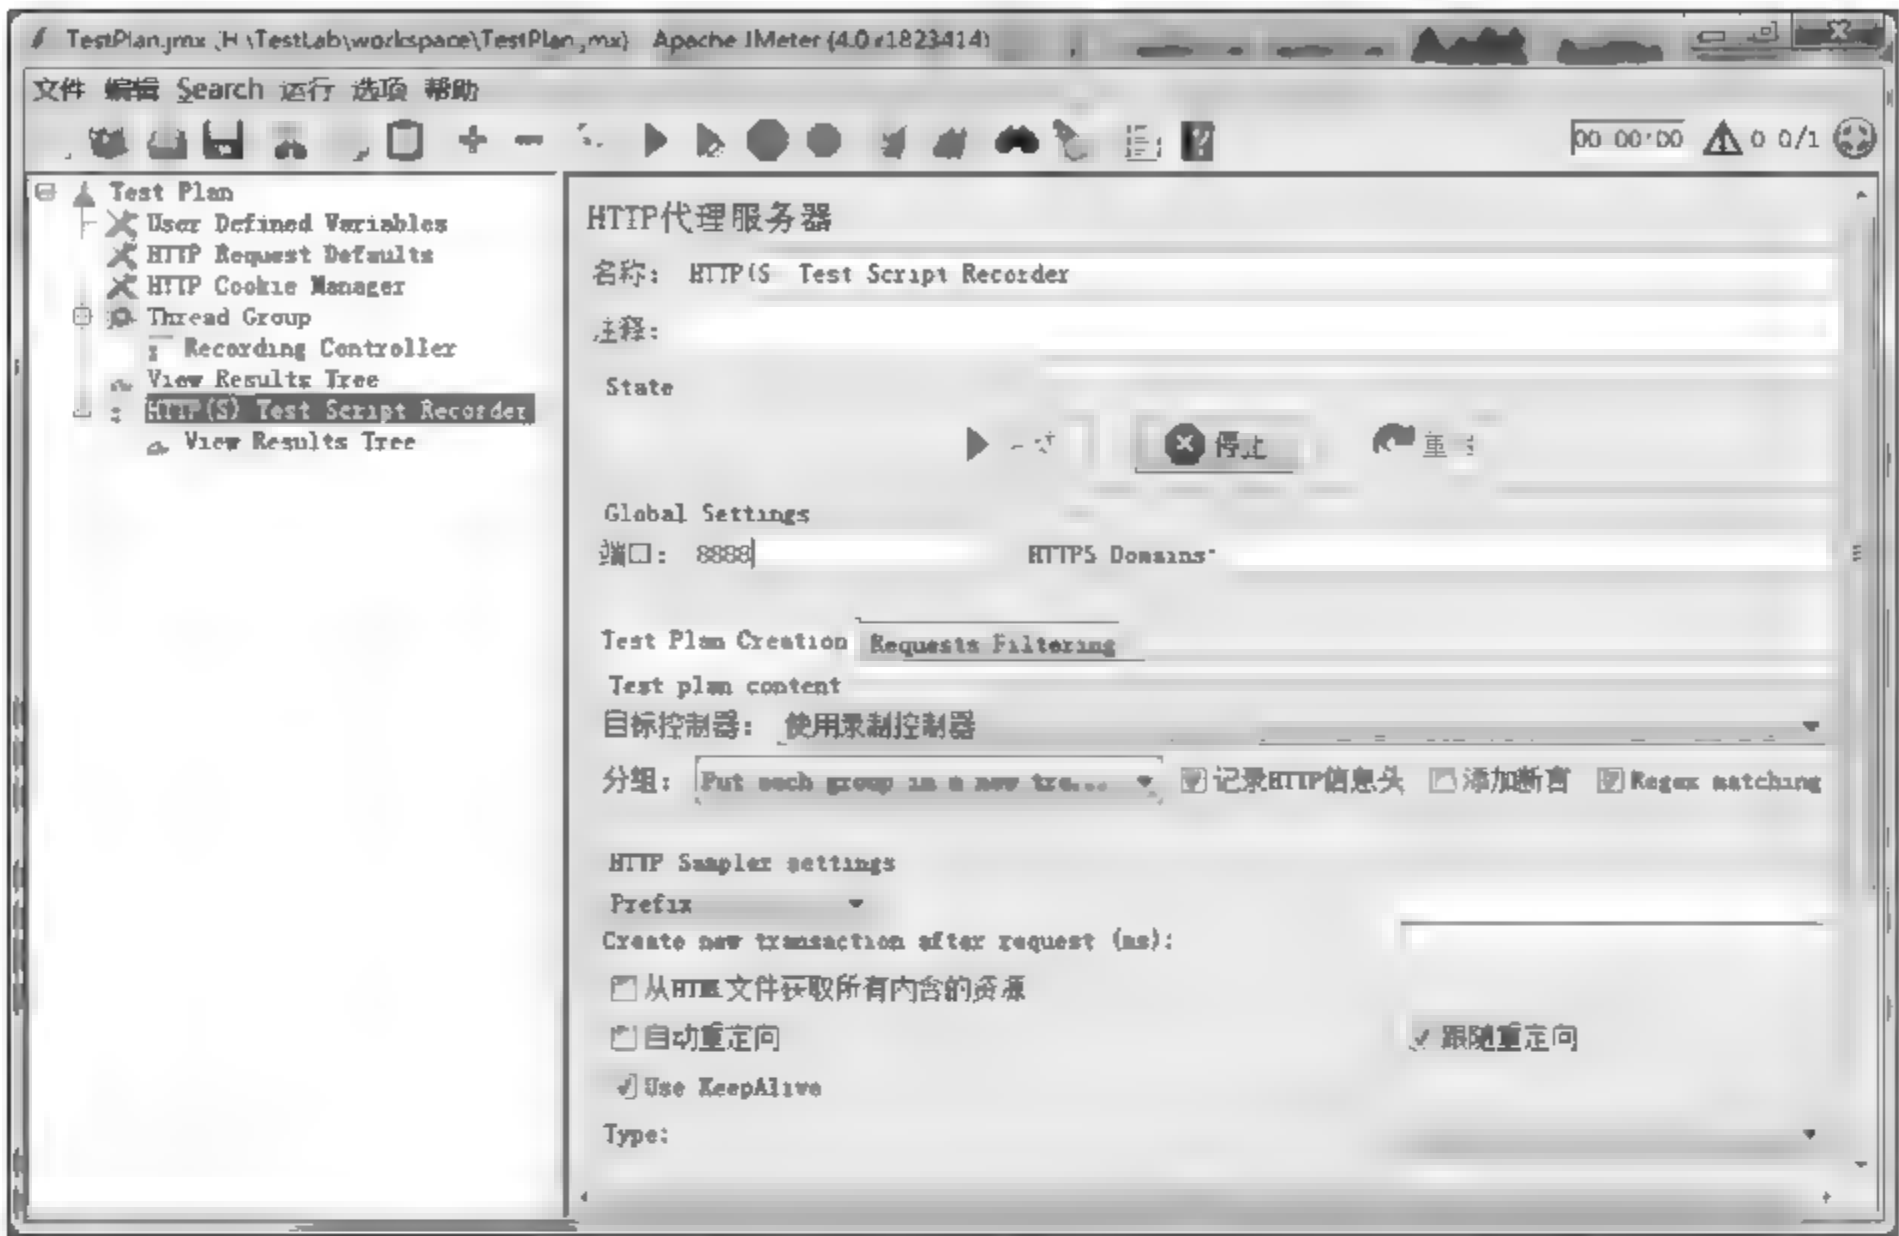 TestPlan.jmx (H:\TestLab\workspace\TestPlan.jmx) Apache JMeter (4.0 r1823414)
文件 编辑 Search 运行 选项 帮助
00:00:00 0 0/1
Test Plan
User Defined Variables
HTTP Request Defaults
HTTP Cookie Manager
Thread Group
Recording Controller
View Results Tree
HTTP(S) Test Script Recorder
View Results Tree
HTTP代理服务器
名称： HTTP(S Test Script Recorder
注释：
State
停止
Global Settings
端口： 8888 HTTPS Domains:
Test Plan Creation Requests Filtering
Test plan content
目标控制器： 使用录制控制器
分组： Put each group in a new tra... 记录HTTP信息头 添加断言 Regex matching
HTTP Sampler settings
Prefix
Create new transaction after request (ms):
从HTML文件获取所有内含的资源
自动重定向 跟随重定向
Use KeepAlive
Type: